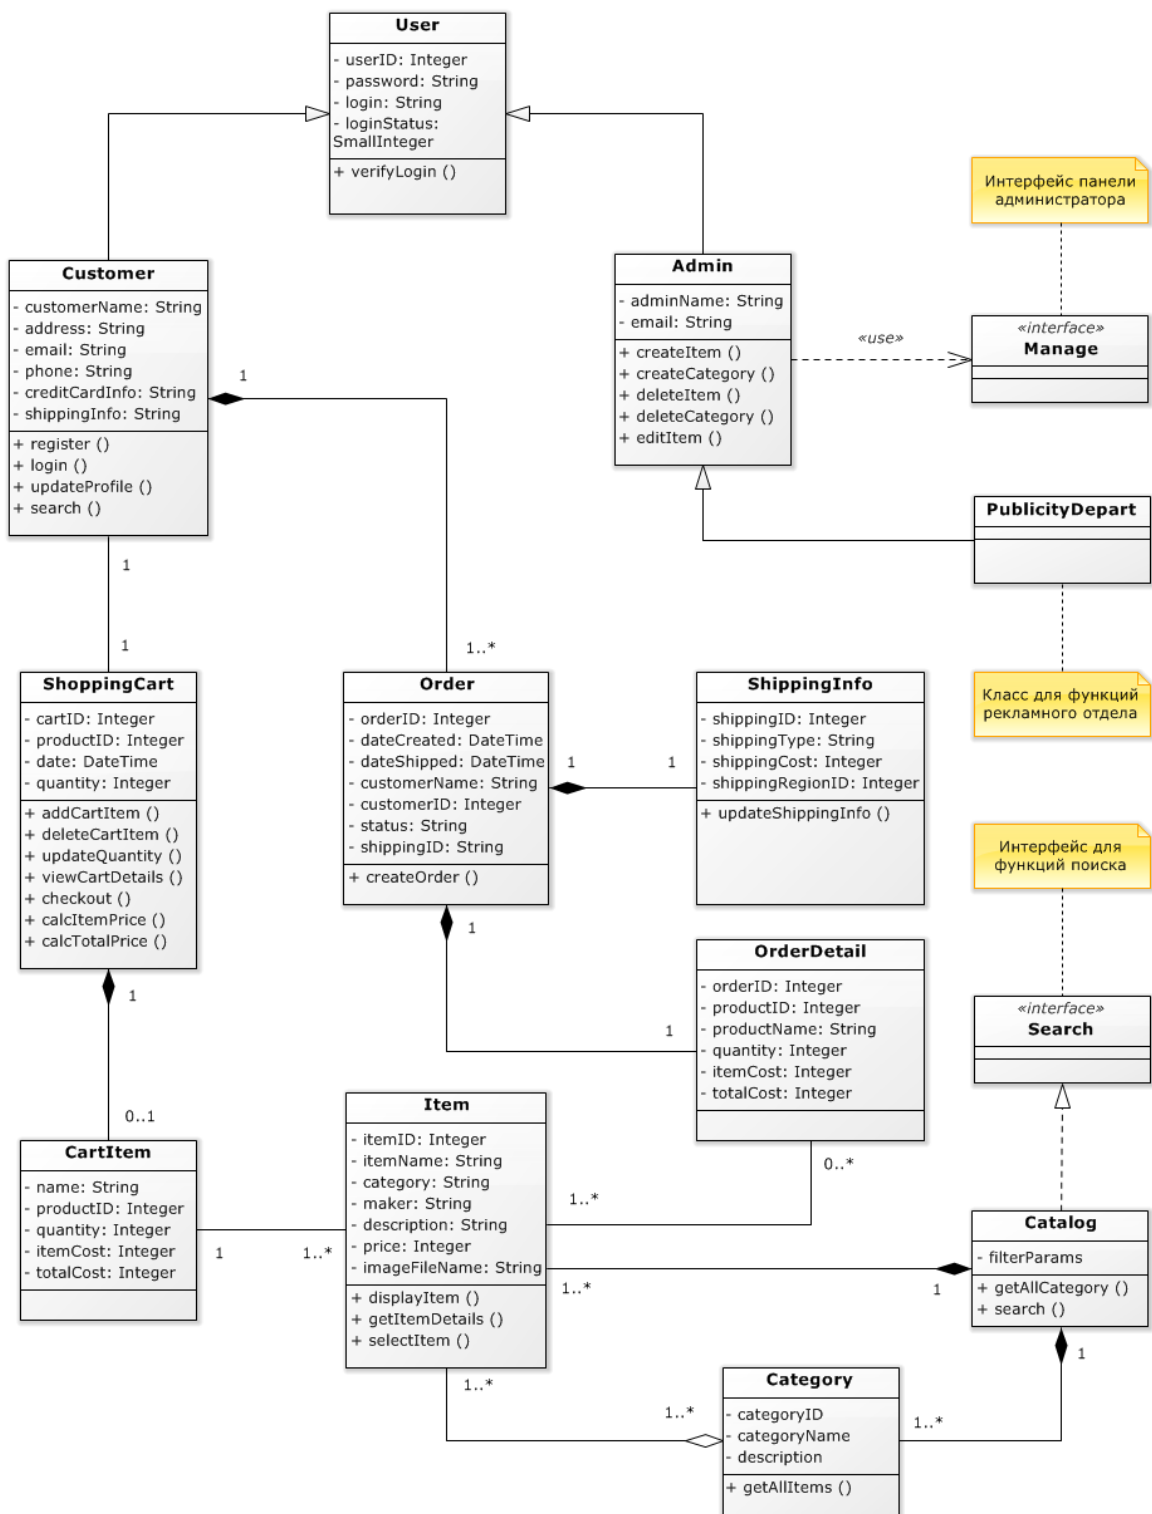 User
- userID: Integer
- password: String
- login: String
- loginStatus:
SmallInteger
+ verifyLogin ()
Интерфейс панели
администратора
Customer
- customerName: String
- address: String
- email: String
- phone: String
- creditCardInfo: String
- shippingInfo: String
+ register ()
+ login ()
+ updateProfile ()
+ search ()
Admin
- adminName: String
- email: String
+ createItem ()
+ createCategory ()
+ deleteItem ()
+ deleteCategory ()
+ editItem ()
«use»
«interface»
Manage
1
PublicityDepart
1
1
1..*
ShoppingCart
- cartID: Integer
- productID: Integer
- date: DateTime
- quantity: Integer
+ addCartItem ()
+ deleteCartItem ()
+ updateQuantity ()
+ viewCartDetails ()
+ checkout ()
+ calcItemPrice ()
+ calcTotalPrice ()
Order
- orderID: Integer
- dateCreated: DateTime
- dateShipped: DateTime
- customerName: String
- customerID: Integer
- status: String
- shippingID: String
+ createOrder ()
1
1
ShippingInfo
- shippingID: Integer
- shippingType: String
- shippingCost: Integer
- shippingRegionID: Integer
+ updateShippingInfo ()
Класс для функций
рекламного отдела
Интерфейс для
функций поиска
1
1
1
OrderDetail
- orderID: Integer
- productID: Integer
- productName: String
- quantity: Integer
- itemCost: Integer
- totalCost: Integer
«interface»
Search
0..1
0..*
CartItem
- name: String
- productID: Integer
- quantity: Integer
- itemCost: Integer
- totalCost: Integer
1
1..*
Item
- itemID: Integer
- itemName: String
- category: String
- maker: String
- description: String
- price: Integer
- imageFileName: String
+ displayItem ()
+ getItemDetails ()
+ selectItem ()
1..*
1..*
1
Catalog
- filterParams
+ getAllCategory ()
+ search ()
1
1..*
1..*
Category
- categoryID
- categoryName
- description
+ getAllItems ()
1..*